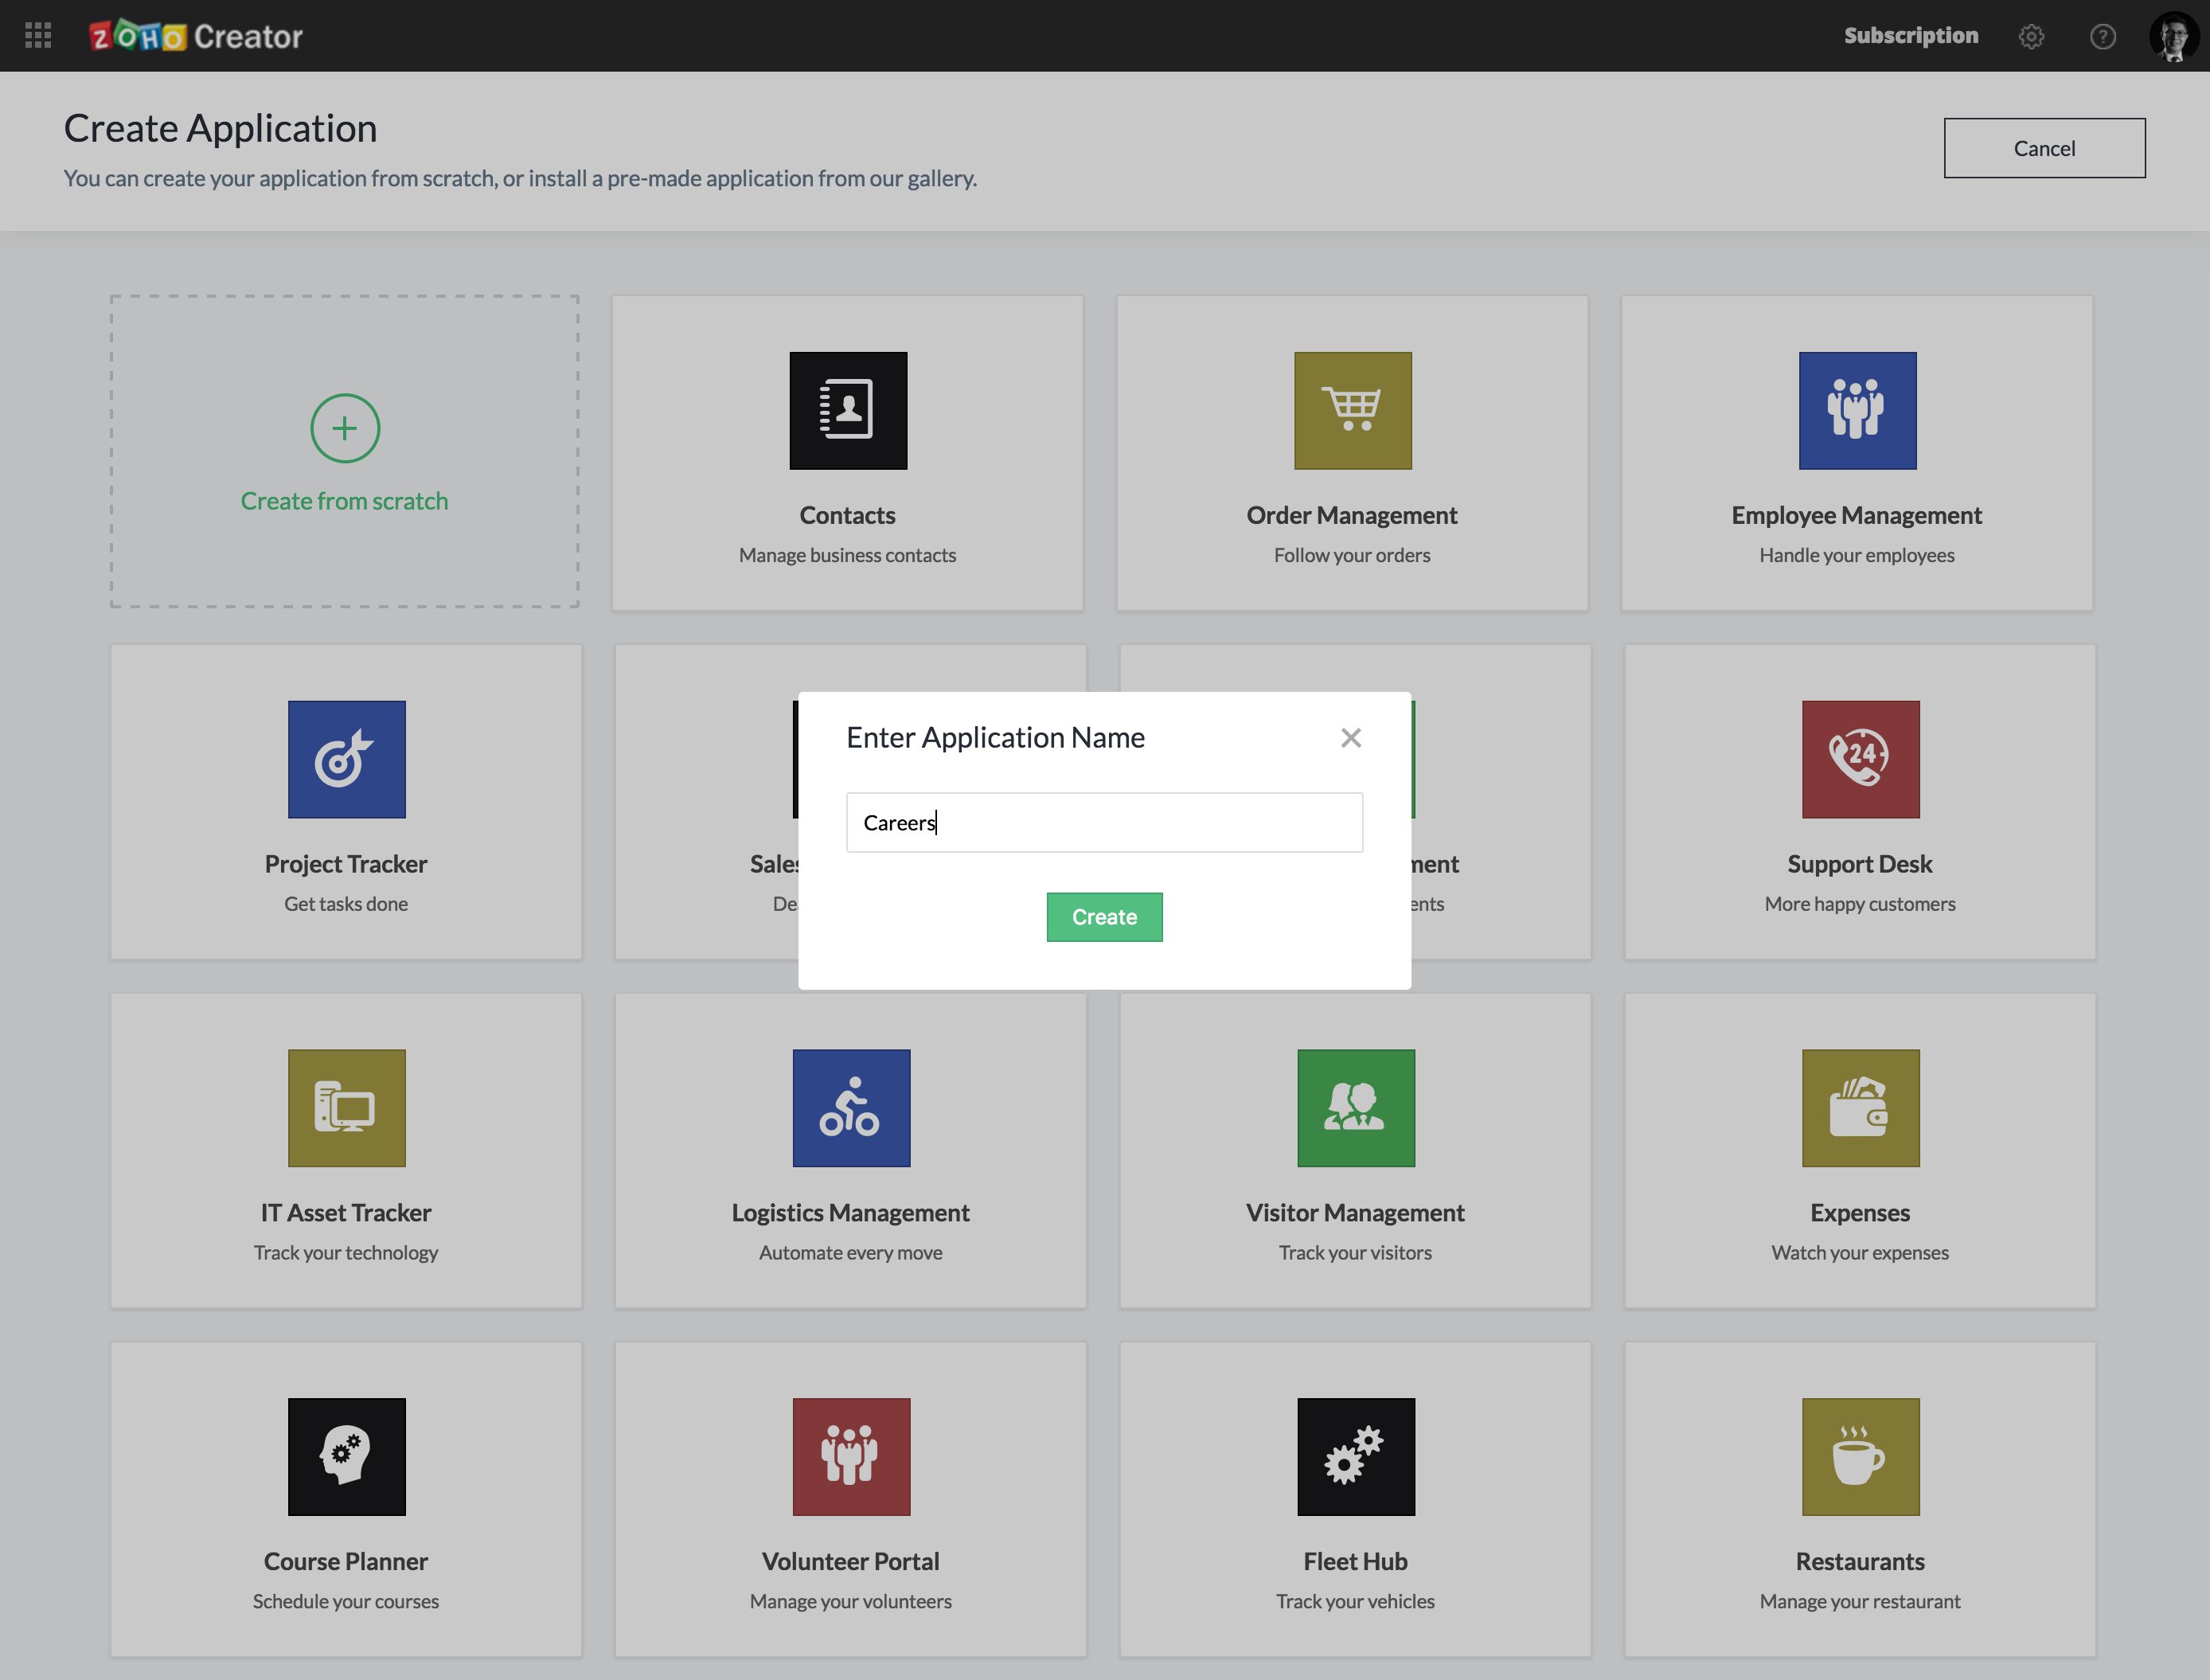 ZOHO Creator
Subscription
Create Application
You can create your application from scratch, or install a pre-made application from our gallery.
Cancel
Create from scratch
Contacts
Manage business contacts
Order Management
Follow your orders
Employee Management
Handle your employees
Project Tracker
Get tasks done
Sales
24
Support Desk
More happy customers
Enter Application Name
Careers
Create
IT Asset Tracker
Track your technology
Logistics Management
Automate every move
Visitor Management
Track your visitors
Expenses
Watch your expenses
Course Planner
Schedule your courses
Volunteer Portal
Manage your volunteers
Fleet Hub
Track your vehicles
Restaurants
Manage your restaurant